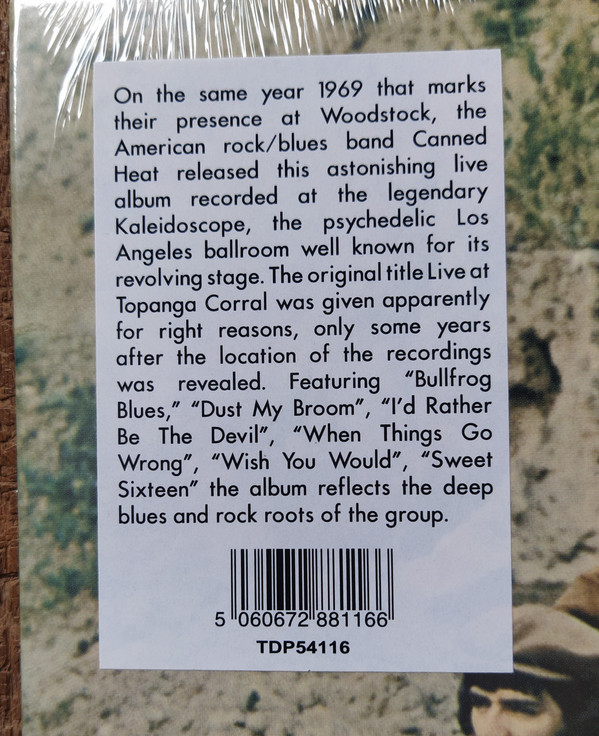 On the same year 1969 that marks
their presence at Woodstock, the
American rock/blues band Canned
Heat released this astonishing live
album recorded at the legendary
Kaleidoscope, the psychedelic Los
Angeles ballroom well known for its
revolving stage. The original title Live at
Topanga Corral was given apparently
for right reasons, only some years
after the location of the recordings
was revealed. Featuring “Bullfrog
Blues,” “Dust My Broom”, “I’d Rather
Be The Devil”, “When Things Go
Wrong”, “Wish You Would”, “Sweet
Sixteen” the album reflects the deep
blues and rock roots of the group.
5 060672 881166
TDP54116